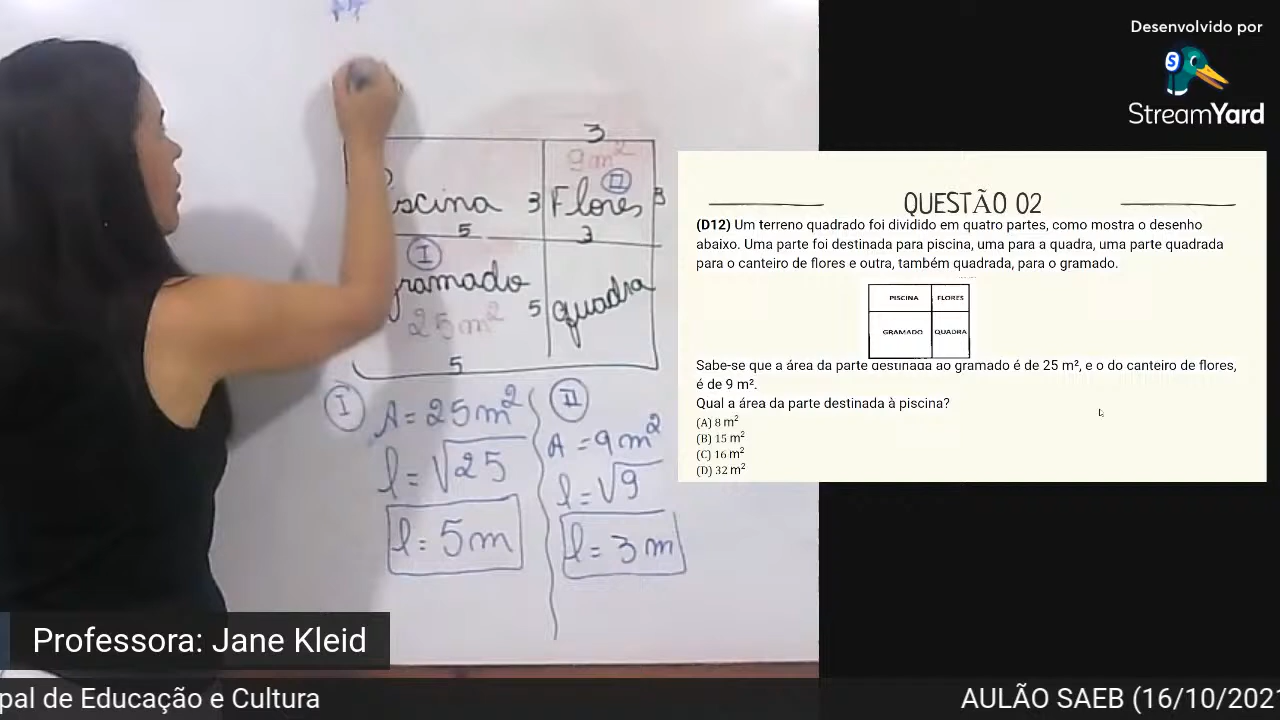 Desenvolvido por
StreamYard
3
9m²
II
scina 3 Flores 3
5 3
I
gramado
25m²
5 quadra
5
I
A = 25m²
l = √25
l = 5m
II
A = 9m²
l = √9
l = 3m
QUESTÃO 02
(D12) Um terreno quadrado foi dividido em quatro partes, como mostra o desenho
abaixo. Uma parte foi destinada para piscina, uma para a quadra, uma parte quadrada
para o canteiro de flores e outra, também quadrada, para o gramado.
PISCINA FLORES
GRAMADO QUADRA
Sabe-se que a área da parte destinada ao gramado é de 25 m², e o do canteiro de flores,
é de 9 m².
Qual a área da parte destinada à piscina?
(A) 8 m²
(B) 15 m²
(C) 16 m²
(D) 32 m²
Professora: Jane Kleid
pal de Educação e Cultura
AULÃO SAEB (16/10/2021